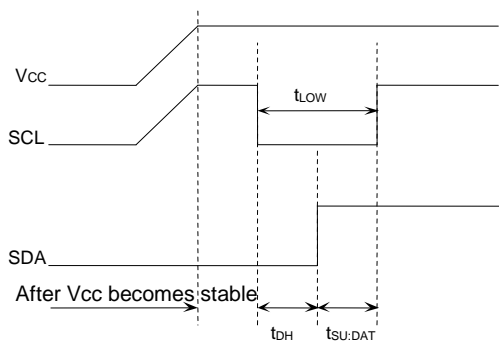 VCC
tLOW
SCL
SDA
After Vcc becomes stable
tDH
tSU:DAT